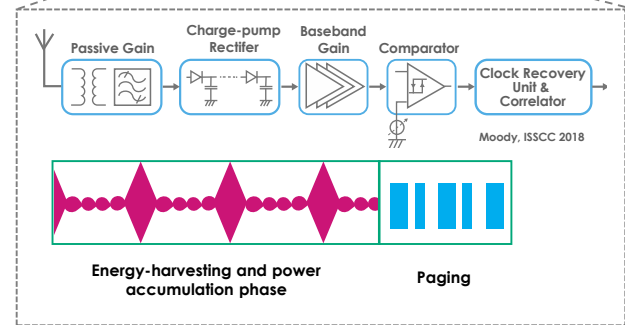 Passive Gain
Charge-pump
Rectifer
Baseband
Gain
Comparator
Clock Recovery
Unit &
Correlator
Moody, ISSCC 2018
Energy-harvesting and power
accumulation phase
Paging